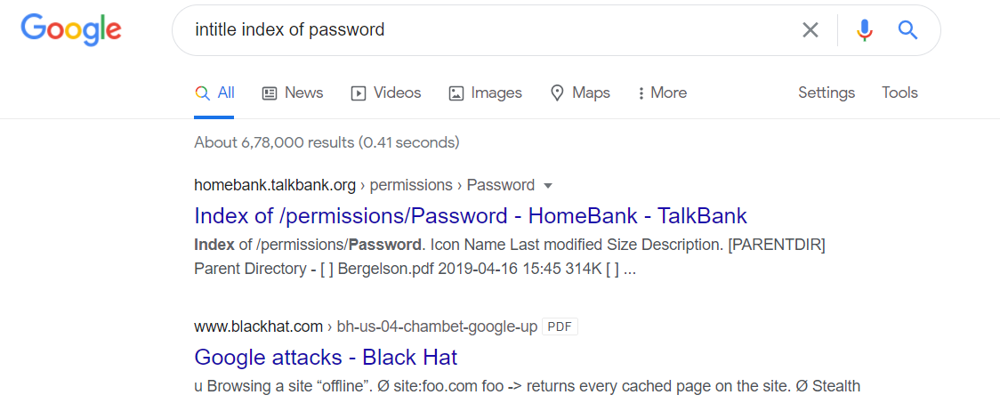 Google
intitle index of password
All News Videos Images Maps More Settings Tools
About 6,78,000 results (0.41 seconds)
homebank.talkbank.org › permissions › Password
Index of /permissions/Password - HomeBank - TalkBank
Index of /permissions/Password. Icon Name Last modified Size Description. [PARENTDIR]
Parent Directory - [ ] Bergelson.pdf 2019-04-16 15:45 314K [ ] ...
www.blackhat.com › bh-us-04-chambet-google-up PDF
Google attacks - Black Hat
u Browsing a site “offline”. Ø site:foo.com foo -> returns every cached page on the site. Ø Stealth